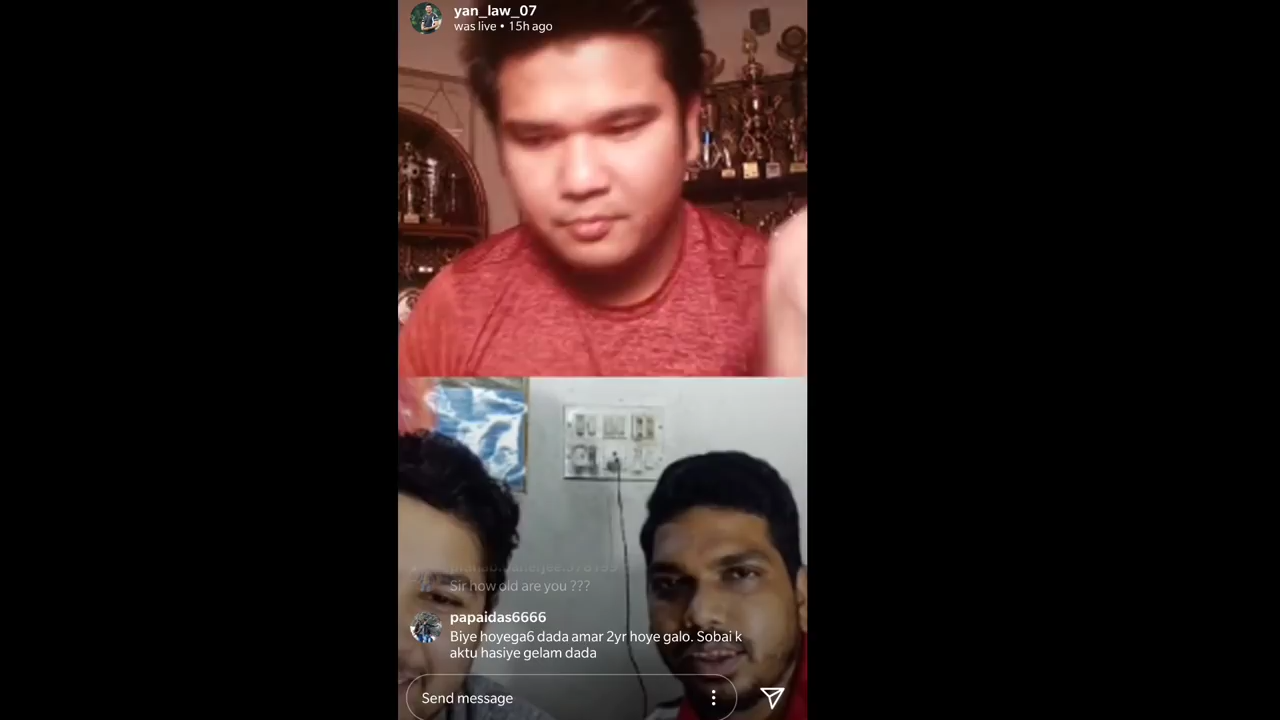 yan_law_07
was live • 15h ago
Sir how old are you ???
papaidas6666
Biye hoyega6 dada amar 2yr hoye galo. Sobai k
aktu hasiye gelam dada
Send message